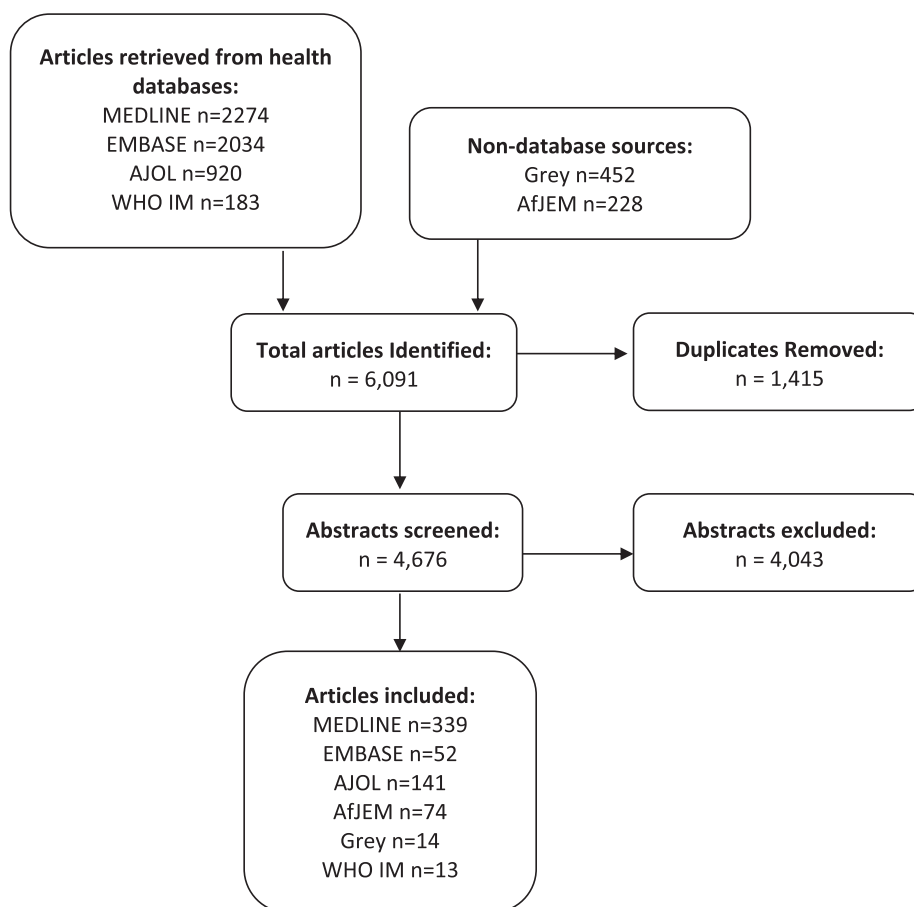 Articles retrieved from health
databases:
MEDLINE n=2274
EMBASE n=2034
AJOL n=920
WHO IM n=183
Non-database sources:
Grey n=452
AfJEM n=228
Total articles Identified:
n = 6,091
Duplicates Removed:
n = 1,415
Abstracts screened:
n = 4,676
Abstracts excluded:
n = 4,043
Articles included:
MEDLINE n=339
EMBASE n=52
AJOL n=141
AfJEM n=74
Grey n=14
WHO IM n=13